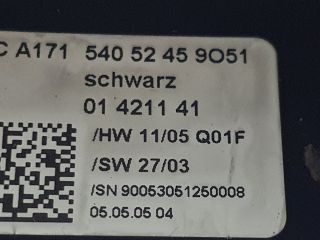 C A171 540 52 45 9O51
schwarz
01 4211 41
/HW 11/05 Q01F
/SW 27/03
/SN 90053051250008
05.05.05 04